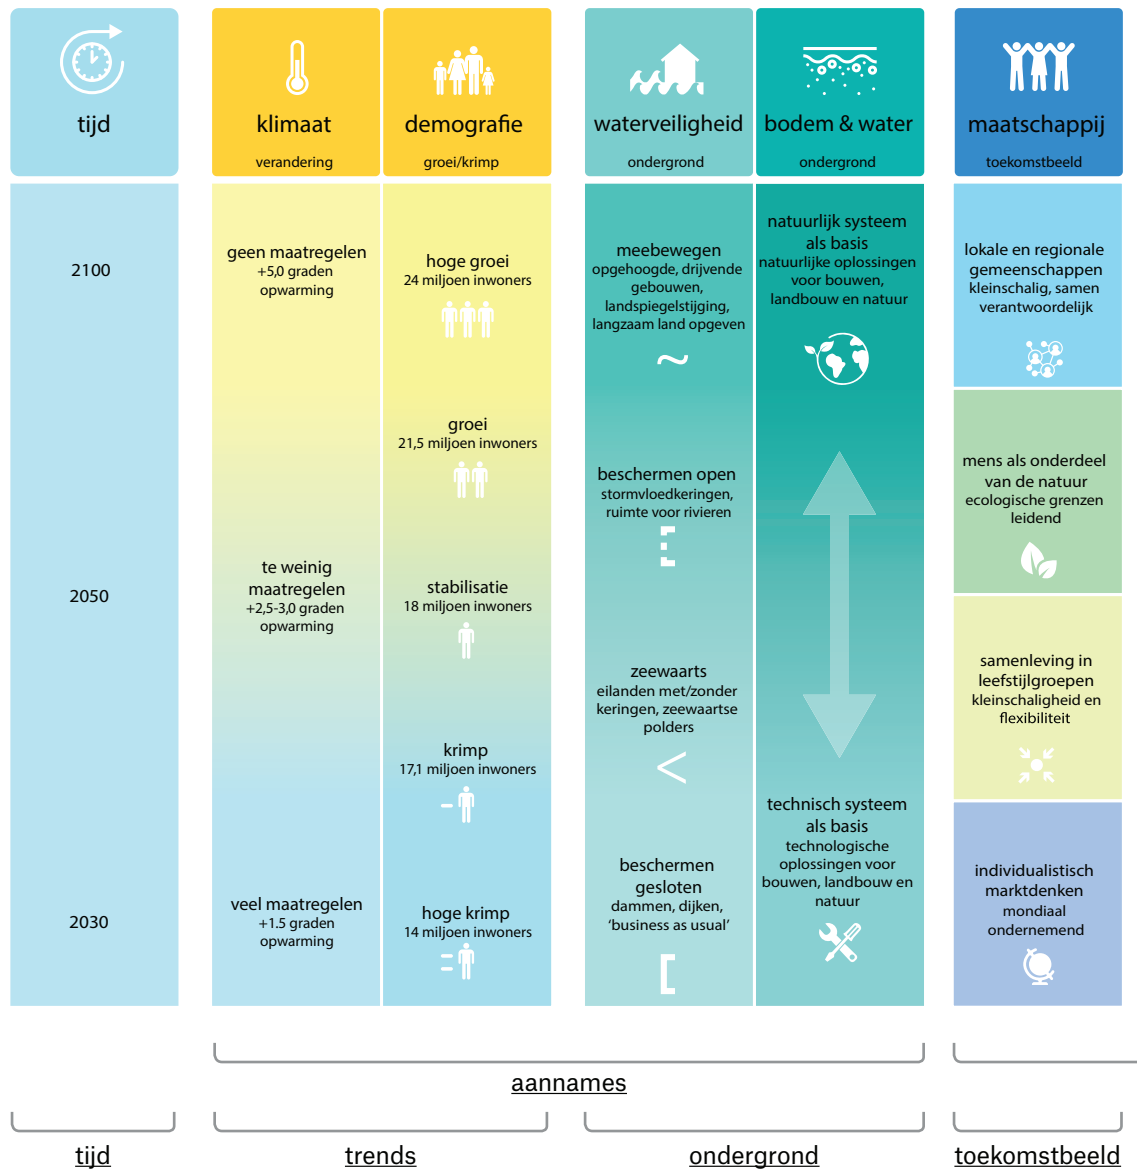 tijd
klimaat
verandering
demografie
groei/krimp
waterveiligheid
ondergrond
bodem & water
ondergrond
maatschappij
toekomstbeeld
2100
2050
2030
geen maatregelen
+5,0 graden
opwarming
te weinig
maatregelen
+2,5-3,0 graden
opwarming
veel maatregelen
+1.5 graden
opwarming
hoge groei
24 miljoen inwoners
groei
21,5 miljoen inwoners
stabilisatie
18 miljoen inwoners
krimp
17,1 miljoen inwoners
hoge krimp
14 miljoen inwoners
meebewegen
opgehoogde, drijvende
gebouwen,
landspiegelstijging,
langzaam land opgeven
~
beschermen open
stormvloedkeringen,
ruimte voor rivieren
zeewaarts
eilanden met/zonder
keringen, zeewaartse
polders
<
beschermen
gesloten
dammen, dijken,
‘business as usual’
[
natuurlijk systeem
als basis
natuurlijke oplossingen
voor bouwen,
landbouw en natuur
technisch systeem
als basis
technologische
oplossingen voor
bouwen, landbouw en
natuur
lokale en regionale
gemeenschappen
kleinschalig, samen
verantwoordelijk
mens als onderdeel
van de natuur
ecologische grenzen
leidend
samenleving in
leefstijlgroepen
kleinschaligheid en
flexibiliteit
individualistisch
marktdenken
mondiaal
ondernemend
aannames
tijd
trends
ondergrond
toekomstbeeld